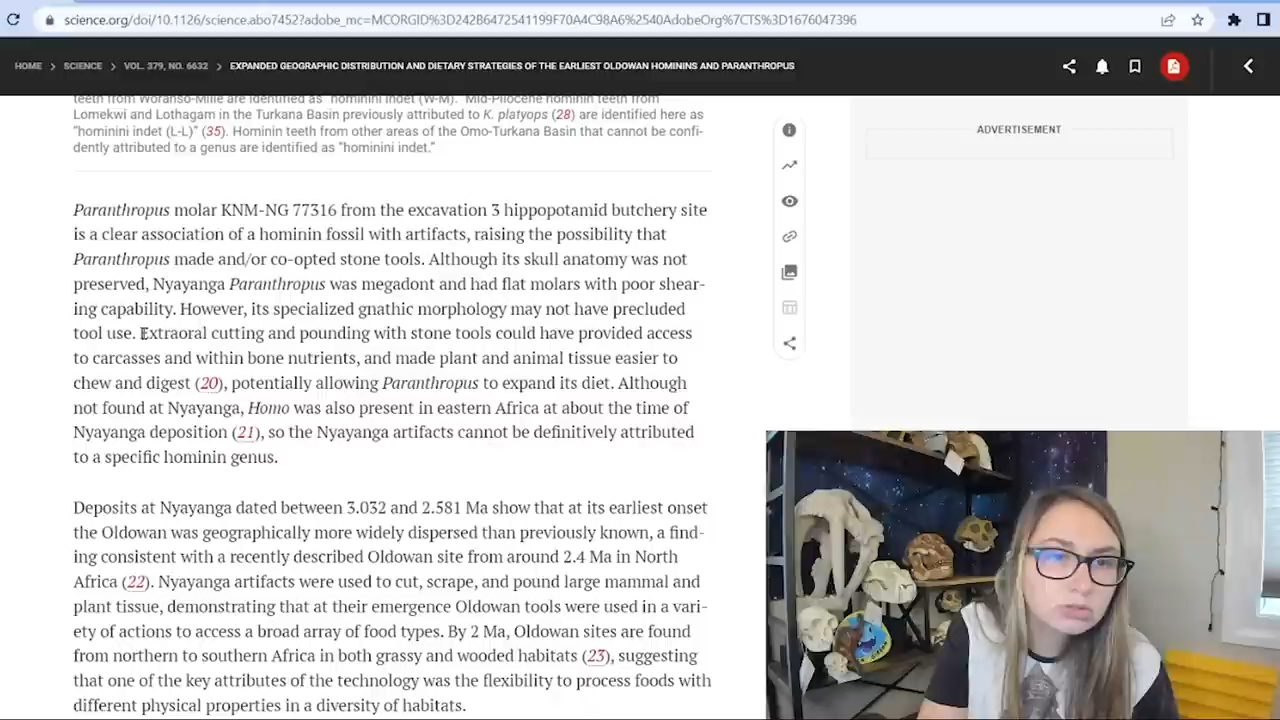 science.org/doi/10.1126/science.abo7452?adobe_mc=MCORGID%3D242B6472541199F70A4C98A6%2540AdobeOrg%7CTS%3D1676047396
HOME > SCIENCE > VOL. 379, NO. 6632 > EXPANDED GEOGRAPHIC DISTRIBUTION AND DIETARY STRATEGIES OF THE EARLIEST OLDOWAN HOMININS AND PARANTHROPUS
teeth from Woranso-Mille are identified as "hominini indet (W-M)." Mid-Pliocene hominin teeth from
Lomekwi and Lothagam in the Turkana Basin previously attributed to K. platyops (28) are identified here as
"hominini indet (L-L)" (35). Hominin teeth from other areas of the Omo-Turkana Basin that cannot be confi-
dently attributed to a genus are identified as "hominini indet."
Paranthropus molar KNM-NG 77316 from the excavation 3 hippopotamid butchery site
is a clear association of a hominin fossil with artifacts, raising the possibility that
Paranthropus made and/or co-opted stone tools. Although its skull anatomy was not
preserved, Nyayanga Paranthropus was megadont and had flat molars with poor shear-
ing capability. However, its specialized gnathic morphology may not have precluded
tool use. Extraoral cutting and pounding with stone tools could have provided access
to carcasses and within bone nutrients, and made plant and animal tissue easier to
chew and digest (20), potentially allowing Paranthropus to expand its diet. Although
not found at Nyayanga, Homo was also present in eastern Africa at about the time of
Nyayanga deposition (21), so the Nyayanga artifacts cannot be definitively attributed
to a specific hominin genus.
Deposits at Nyayanga dated between 3.032 and 2.581 Ma show that at its earliest onset
the Oldowan was geographically more widely dispersed than previously known, a find-
ing consistent with a recently described Oldowan site from around 2.4 Ma in North
Africa (22). Nyayanga artifacts were used to cut, scrape, and pound large mammal and
plant tissue, demonstrating that at their emergence Oldowan tools were used in a vari-
ety of actions to access a broad array of food types. By 2 Ma, Oldowan sites are found
from northern to southern Africa in both grassy and wooded habitats (23), suggesting
that one of the key attributes of the technology was the flexibility to process foods with
different physical properties in a diversity of habitats.
ADVERTISEMENT